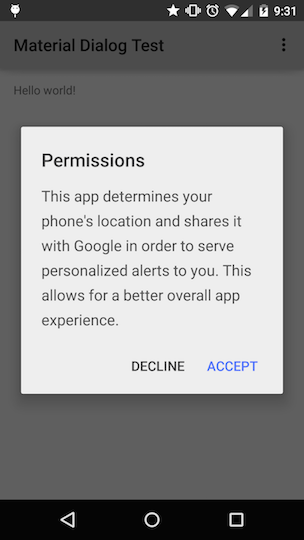 9:31
Material Dialog Test
Hello world!
Permissions
This app determines your
phone's location and shares it
with Google in order to serve
personalized alerts to you. This
allows for a better overall app
experience.
DECLINE ACCEPT